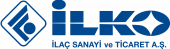 İLKO
İLAÇ SANAYİ ve TİCARET A.Ş.